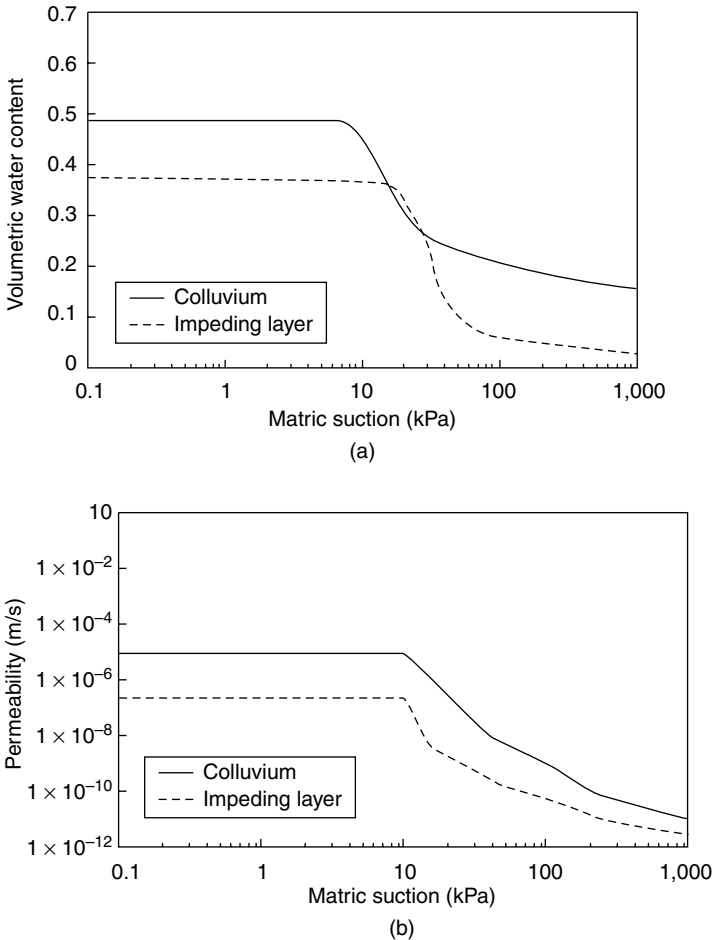 0.7
0.6
0.5
0.4
0.3
0.2
0.1
0
Volumetric water content
Colluvium
Impeding layer
0.1 1 10 100 1,000
Matric suction (kPa)
(a)
10
1 × 10⁻²
1 × 10⁻⁴
1 × 10⁻⁶
1 × 10⁻⁸
1 × 10⁻¹⁰
1 × 10⁻¹²
Permeability (m/s)
Colluvium
Impeding layer
0.1 1 10 100 1,000
Matric suction (kPa)
(b)